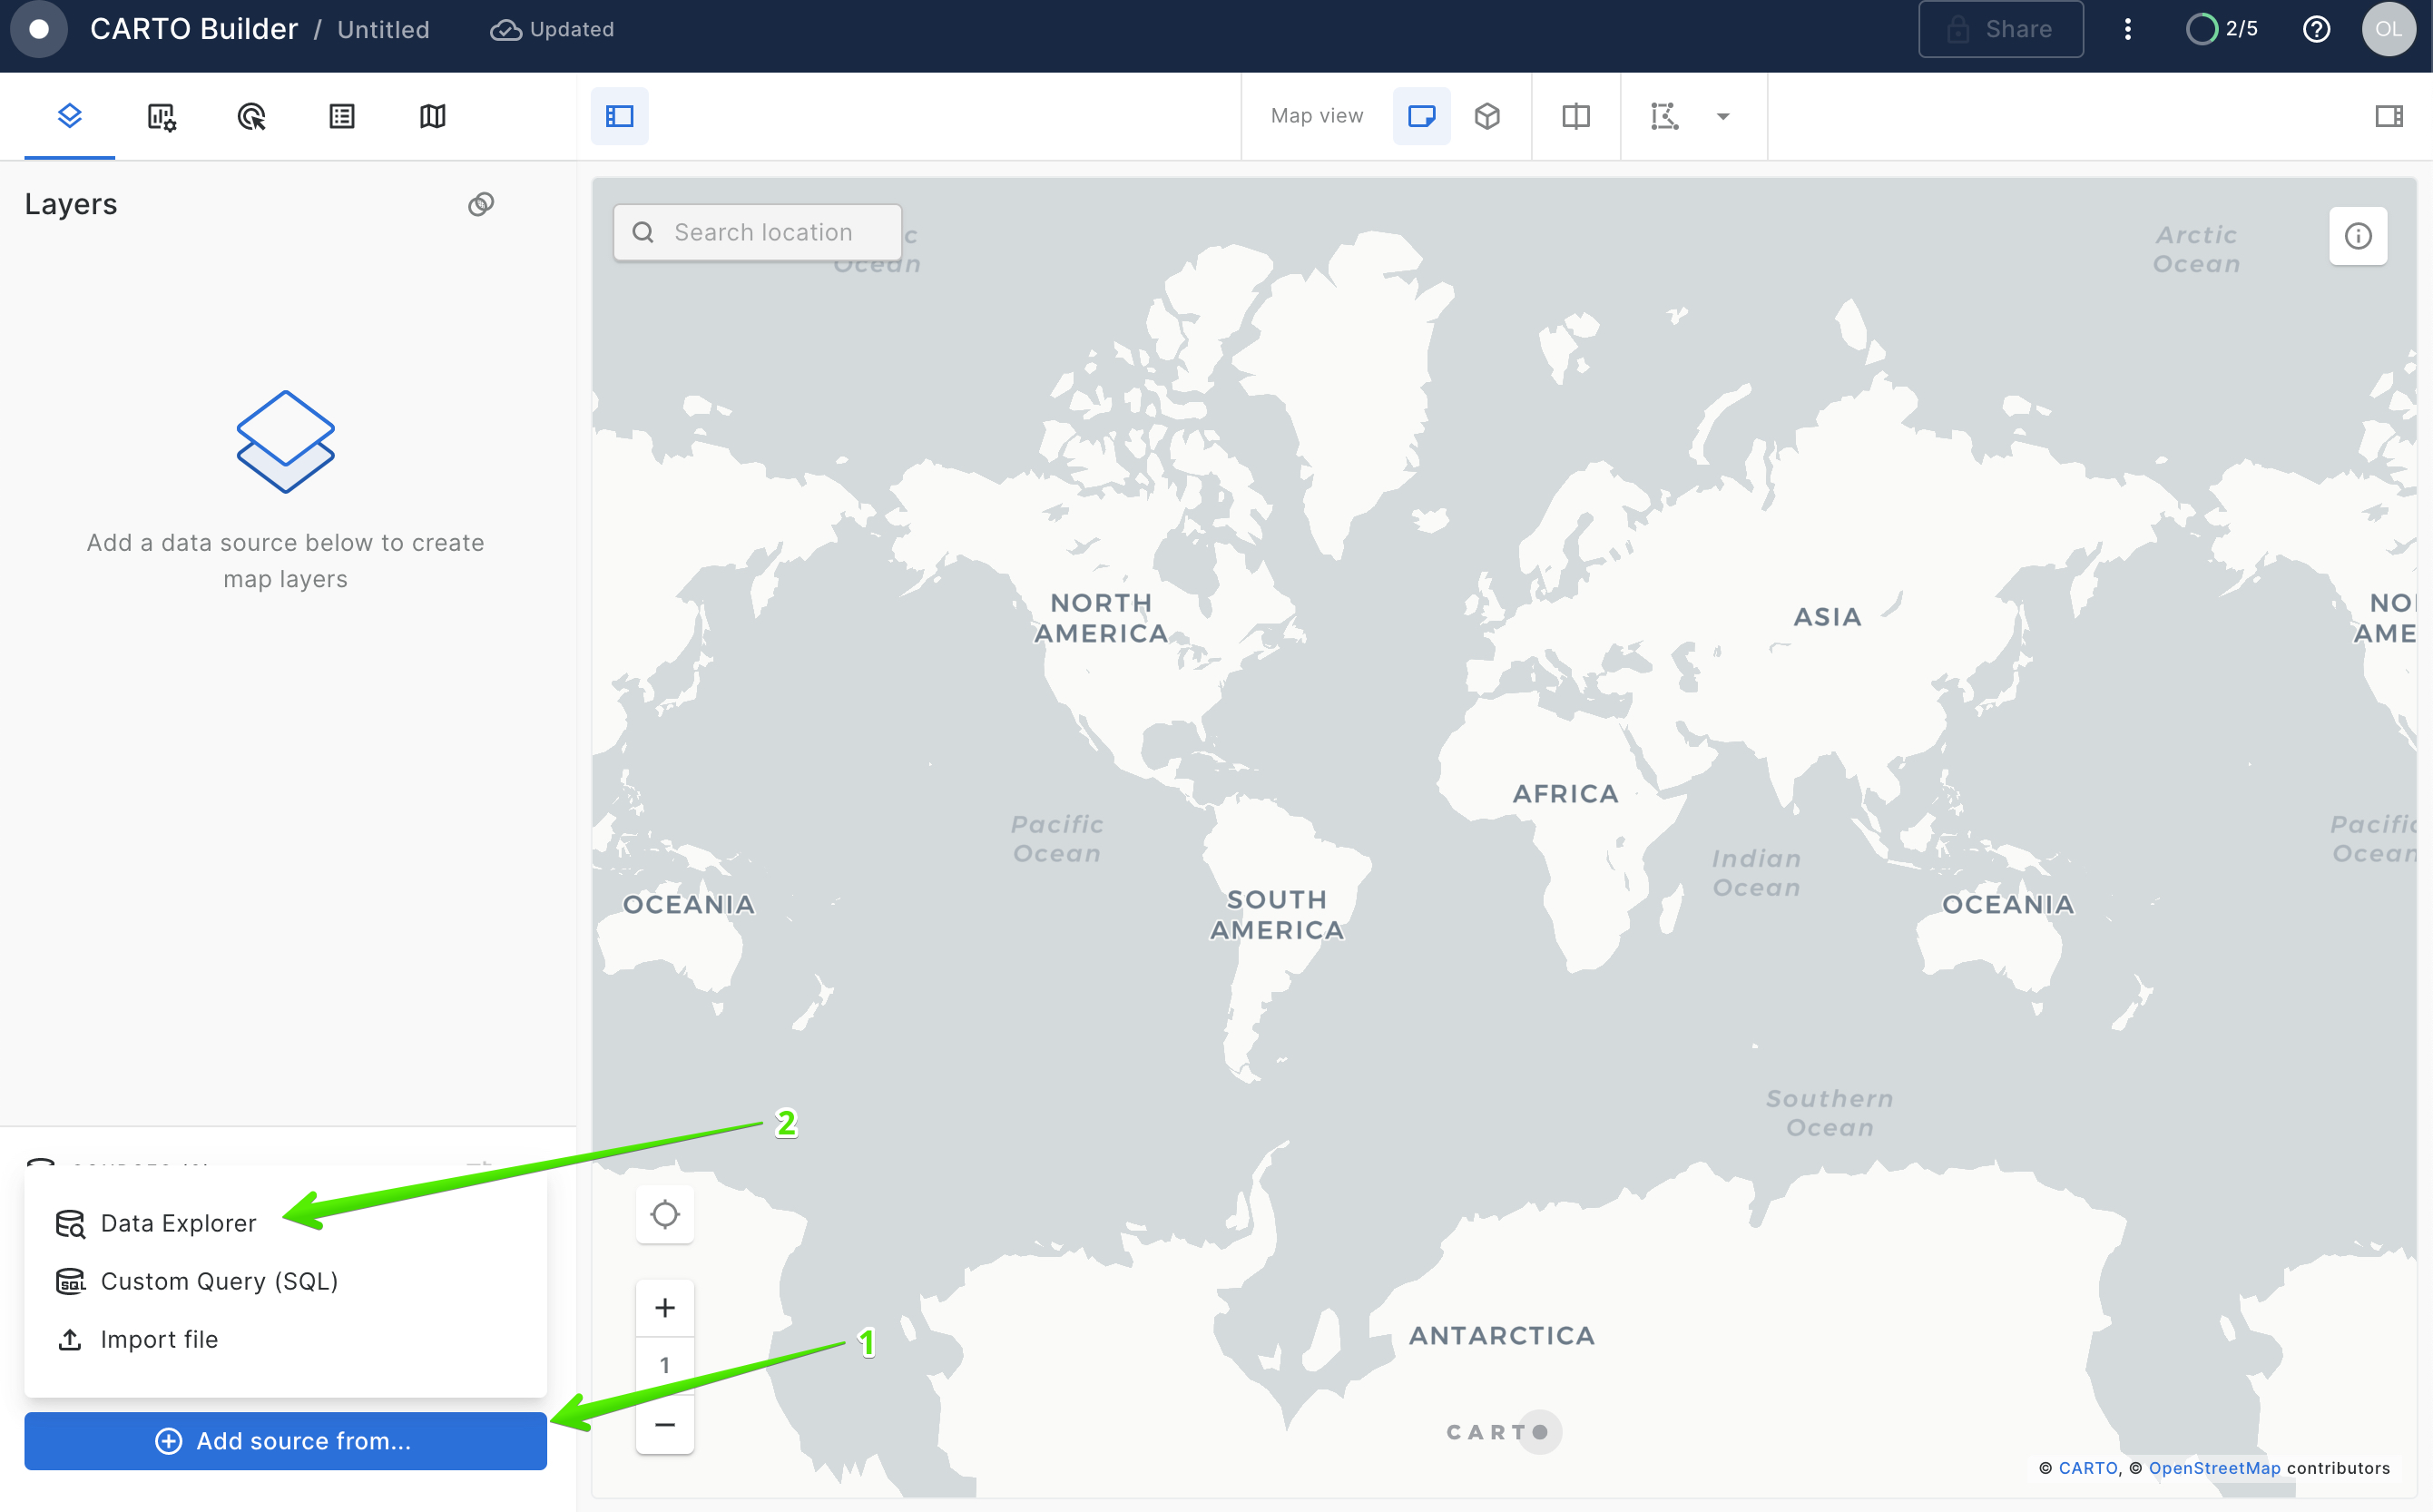 CARTO Builder / Untitled
Updated
Share
2/5
OL
Map view
Layers
Search location
c
Ocean
Arctic
Ocean
Add a data source below to create
map layers
NORTH
AMERICA
ASIA
NO
AME
AFRICA
Pacific
Ocean
Indian
Ocean
Pacific
Ocean
OCEANIA
SOUTH
AMERICA
OCEANIA
Southern
Ocean
2
Data Explorer
Custom Query (SQL)
Import file
1
1
ANTARCTICA
CARTO
Add source from...
© CARTO, © OpenStreetMap contributors